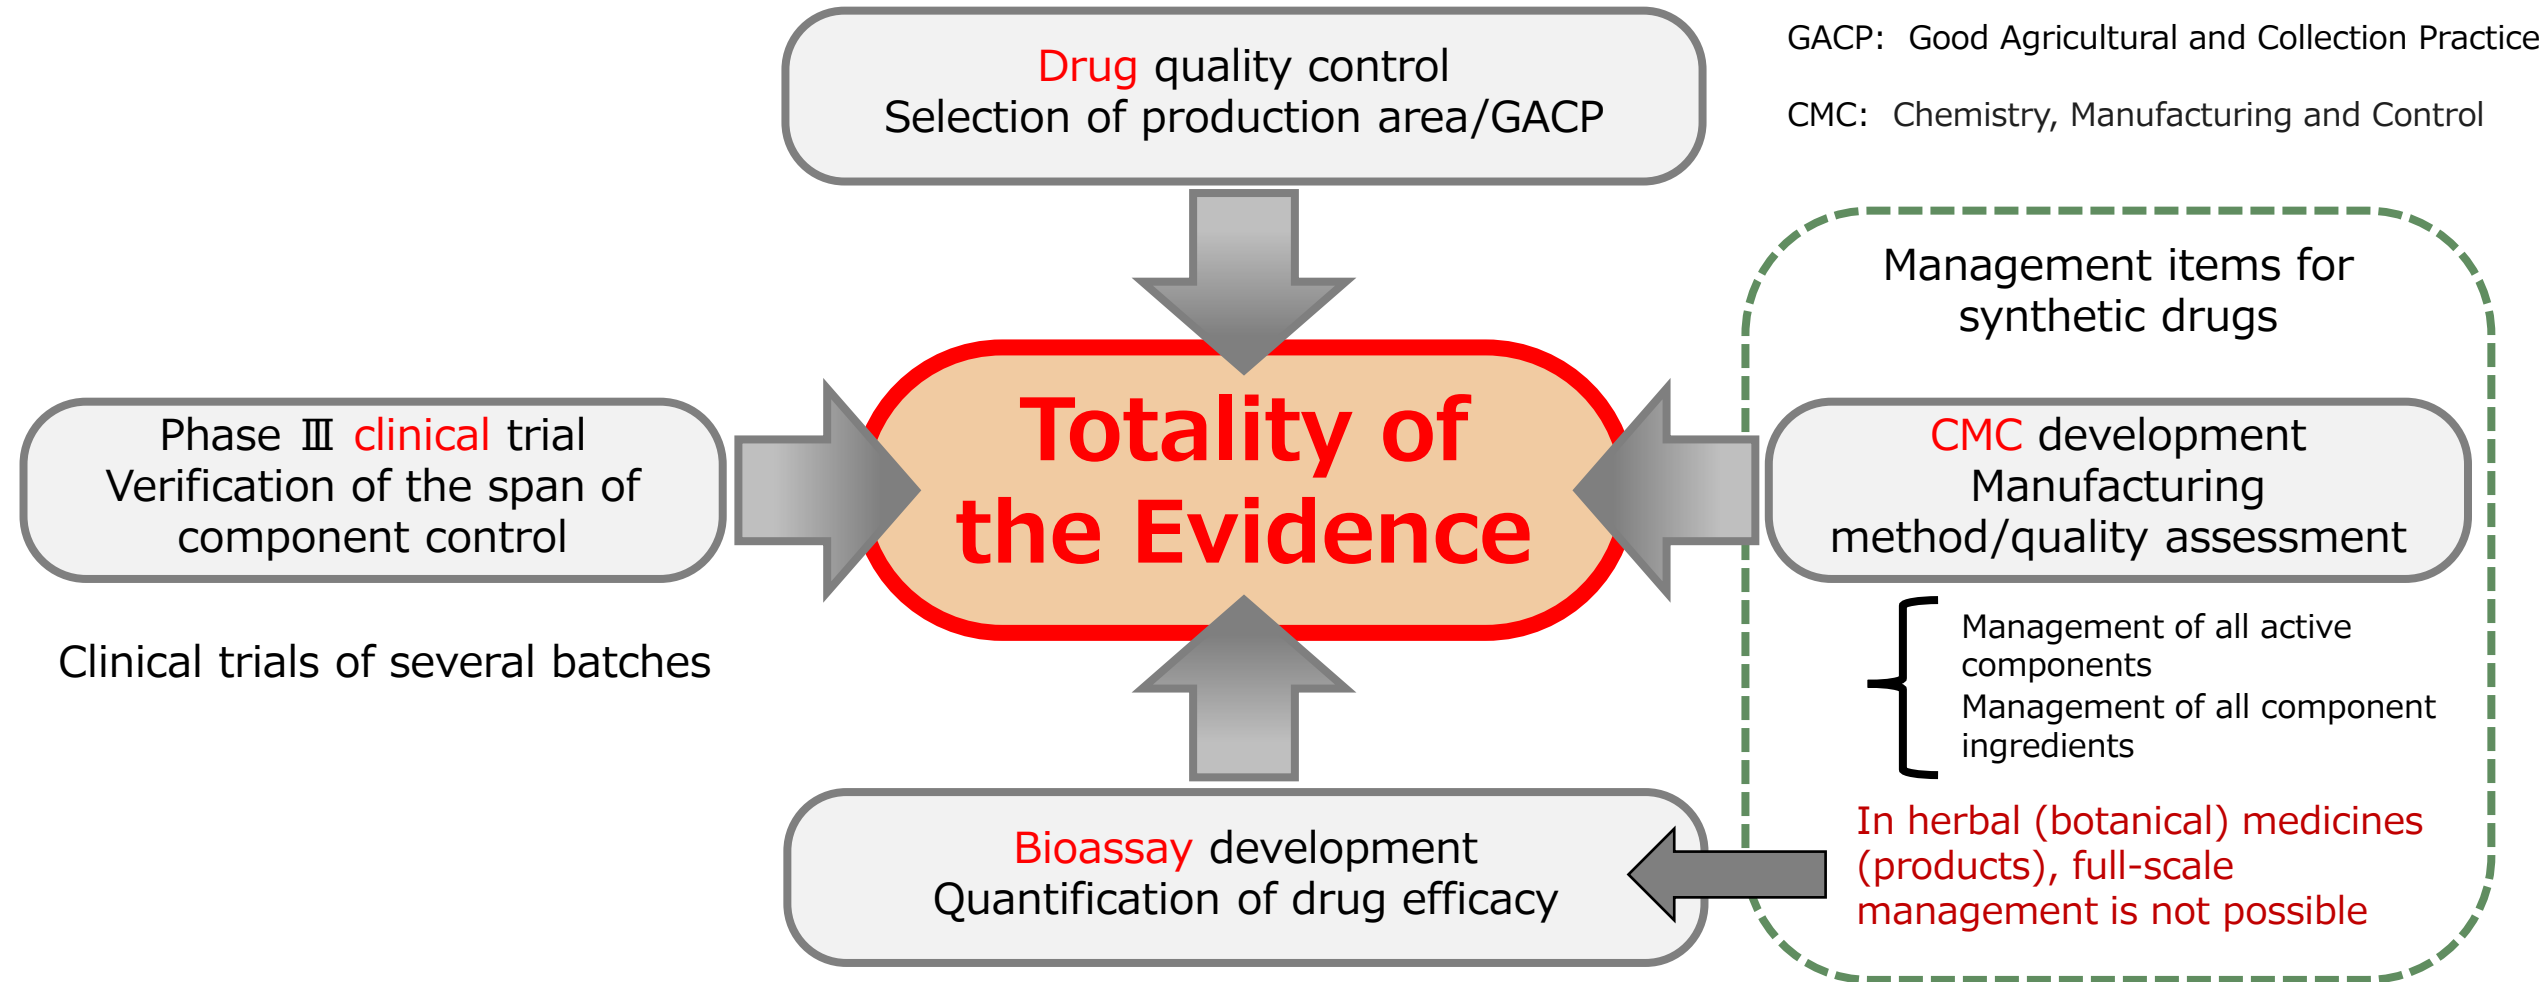 Drug quality control
Selection of production area/GACP
GACP: Good Agricultural and Collection Practice
CMC: Chemistry, Manufacturing and Control
Phase Ⅲ clinical trial
Verification of the span of
component control
Clinical trials of several batches
Totality of
the Evidence
Management items for
synthetic drugs
CMC development
Manufacturing
method/quality assessment
Management of all active
components
Management of all component
ingredients
In herbal (botanical) medicines
(products), full-scale
management is not possible
Bioassay development
Quantification of drug efficacy